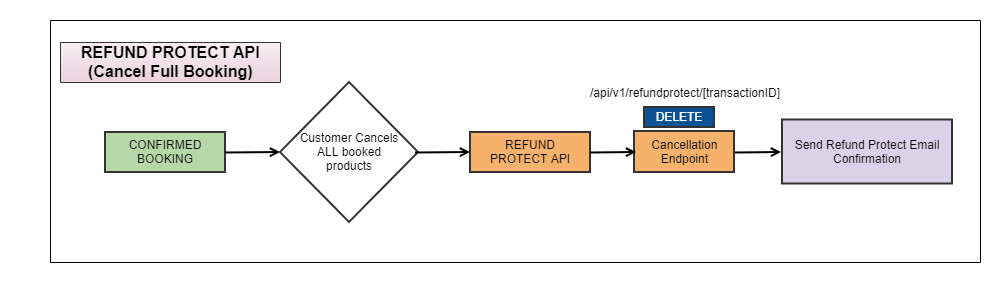 REFUND PROTECT API
(Cancel Full Booking)
/api/v1/refundprotect/[transactionID]
DELETE
CONFIRMED
BOOKING
Customer Cancels
ALL booked
products
REFUND
PROTECT API
Cancellation
Endpoint
Send Refund Protect Email
Confirmation